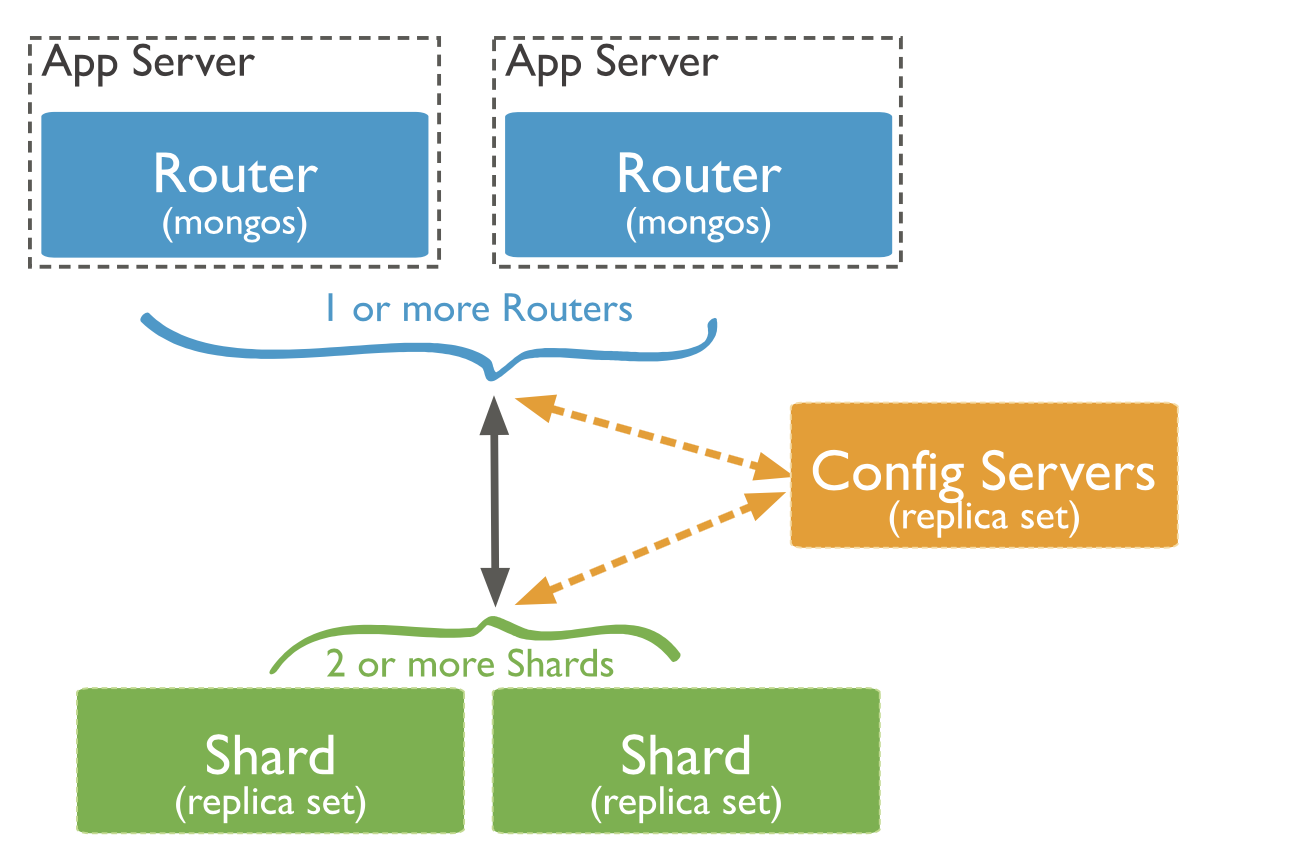 App Server
Router
(mongos)
App Server
Router
(mongos)
1 or more Routers
Config Servers
(replica set)
2 or more Shards
Shard
(replica set)
Shard
(replica set)